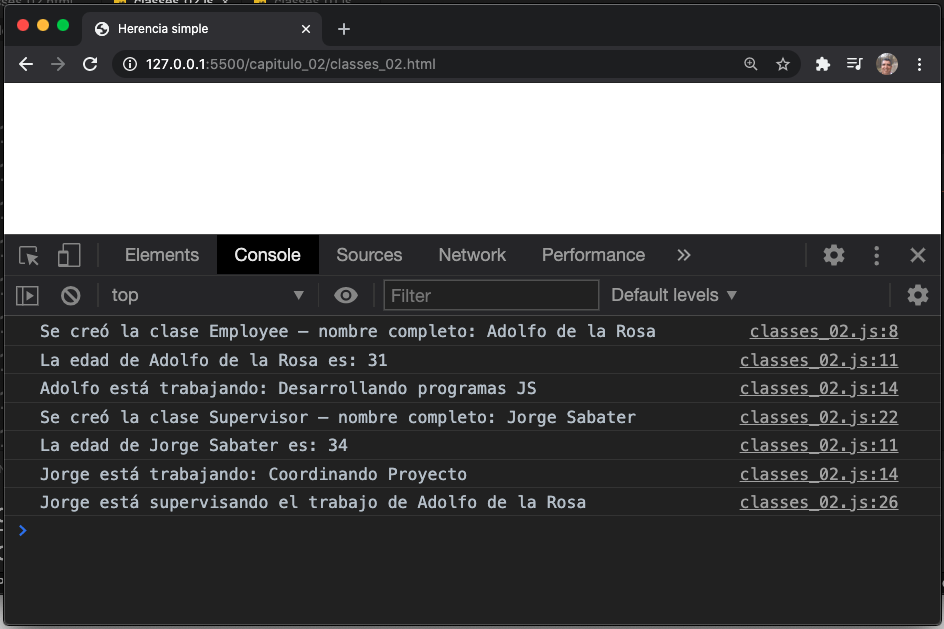 classes_02.js
Herencia simple
127.0.0.1:5500/capitulo_02/classes_02.html
Elements Console Sources Network Performance
top Filter Default levels
Se creó la clase Employee – nombre completo: Adolfo de la Rosa classes_02.js:8
La edad de Adolfo de la Rosa es: 31 classes_02.js:11
Adolfo está trabajando: Desarrollando programas JS classes_02.js:14
Se creó la clase Supervisor – nombre completo: Jorge Sabater classes_02.js:22
La edad de Jorge Sabater es: 34 classes_02.js:11
Jorge está trabajando: Coordinando Proyecto classes_02.js:14
Jorge está supervisando el trabajo de Adolfo de la Rosa classes_02.js:26